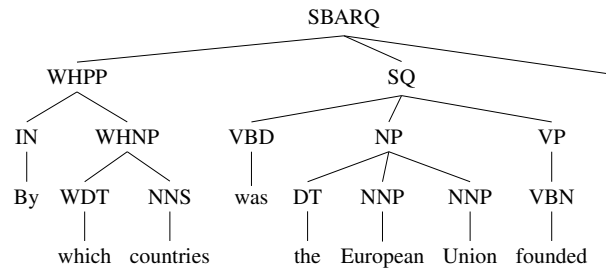 SBARQ
WHPP SQ
IN WHNP VBD NP VP
By WDT NNS was DT NNP NNP VBN
which countries the European Union founded